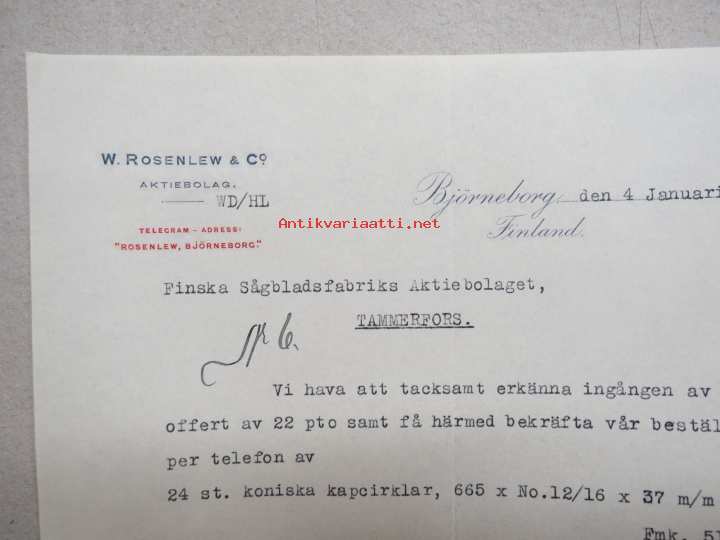 W. ROSENLEW & Co
AKTIEBOLAG.
WD/HL
TELEGRAM - ADRESS:
"ROSENLEW, BJÖRNEBORG."
Björneborg, den 4 Januari
Finland.
Antikvariaatti.net
Finska Sågbladsfabriks Aktiebolaget,
TAMMERFORS.
Vi hava att tacksamt erkänna ingången av
offert av 22 pto samt få härmed bekräfta vår bestäl
per telefon av
24 st. koniska kapcirklar, 665 x No.12/16 x 37 m/m
Fmk. 51